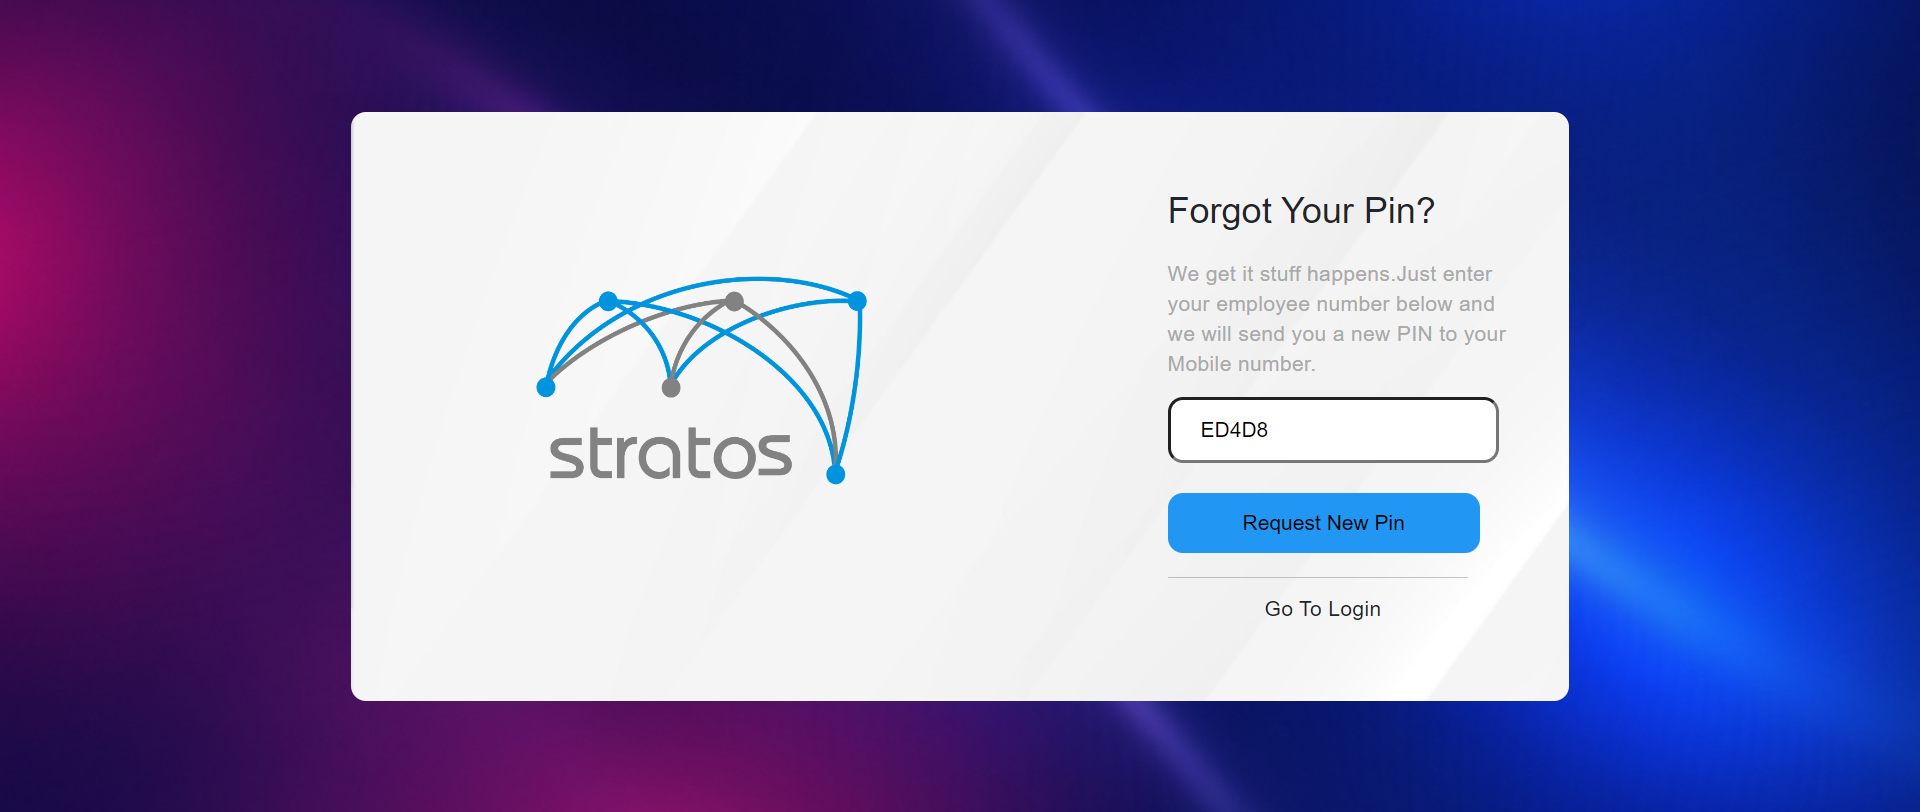 stratos
Forgot Your Pin?
We get it stuff happens.Just enter
your employee number below and
we will send you a new PIN to your
Mobile number.
ED4D8
Request New Pin
Go To Login